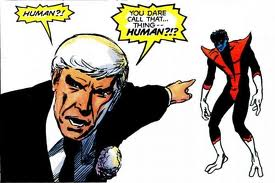 HUMAN?!
YOU DARE
CALL THAT...
THING--
HUMAN?!?